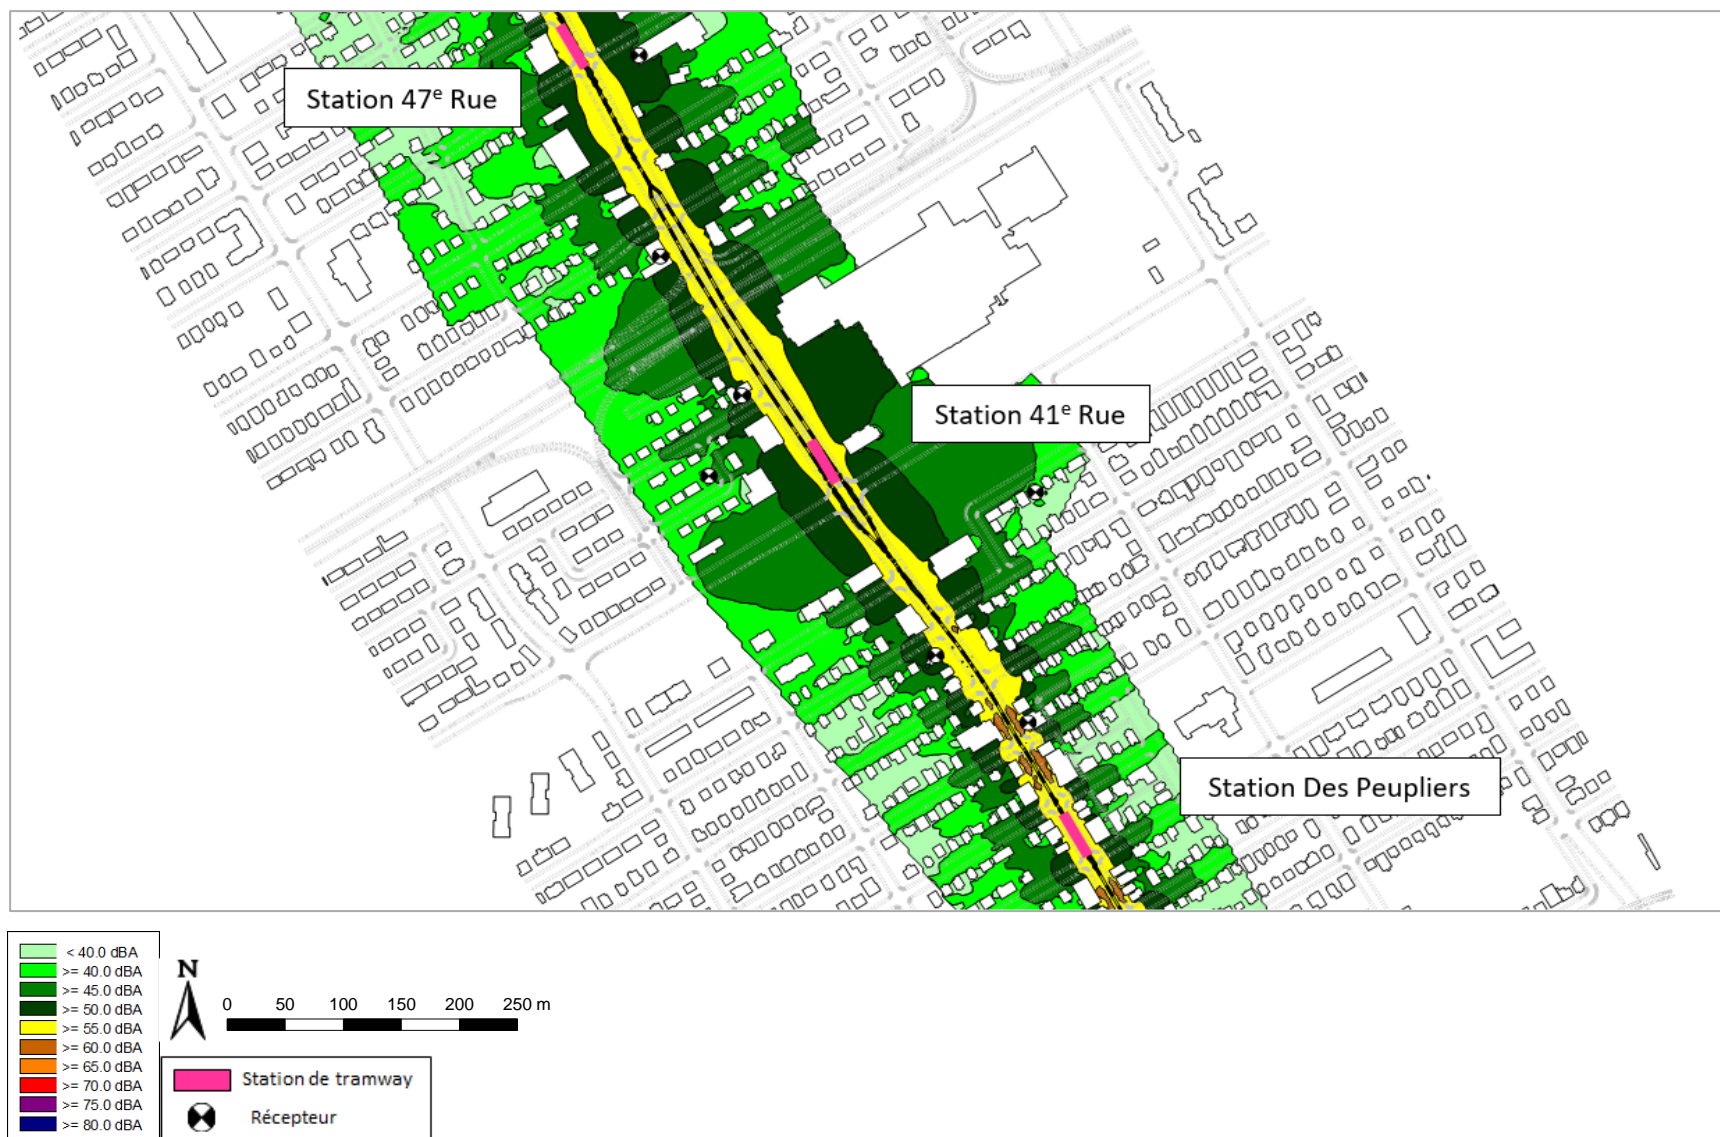 Station 47e Rue
Station 41e Rue
Station Des Peupliers
< 40.0 dBA
>= 40.0 dBA
>= 45.0 dBA
>= 50.0 dBA
>= 55.0 dBA
>= 60.0 dBA
>= 65.0 dBA
>= 70.0 dBA
>= 75.0 dBA
>= 80.0 dBA
N
0 50 100 150 200 250 m
Station de tramway
Récepteur